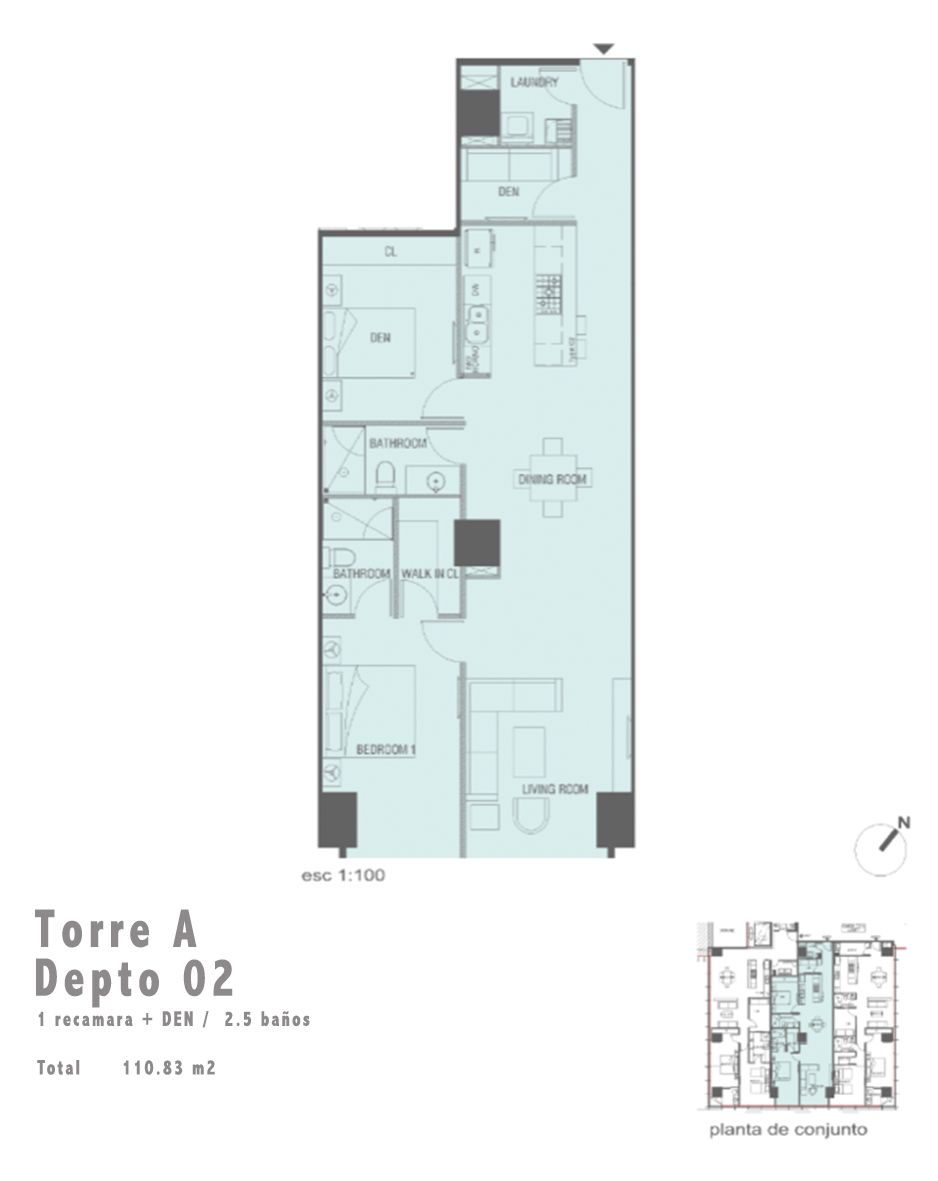 LAUNDRY
DEN
CL
R
DW
DEN
BATHROOM
DINING ROOM
BATHROOM
WALK IN CL
BEDROOM 1
LIVING ROOM
esc 1:100
N
Torre A
Depto 02
1 recamara + DEN / 2.5 baños
Total 110.83 m2
planta de conjunto